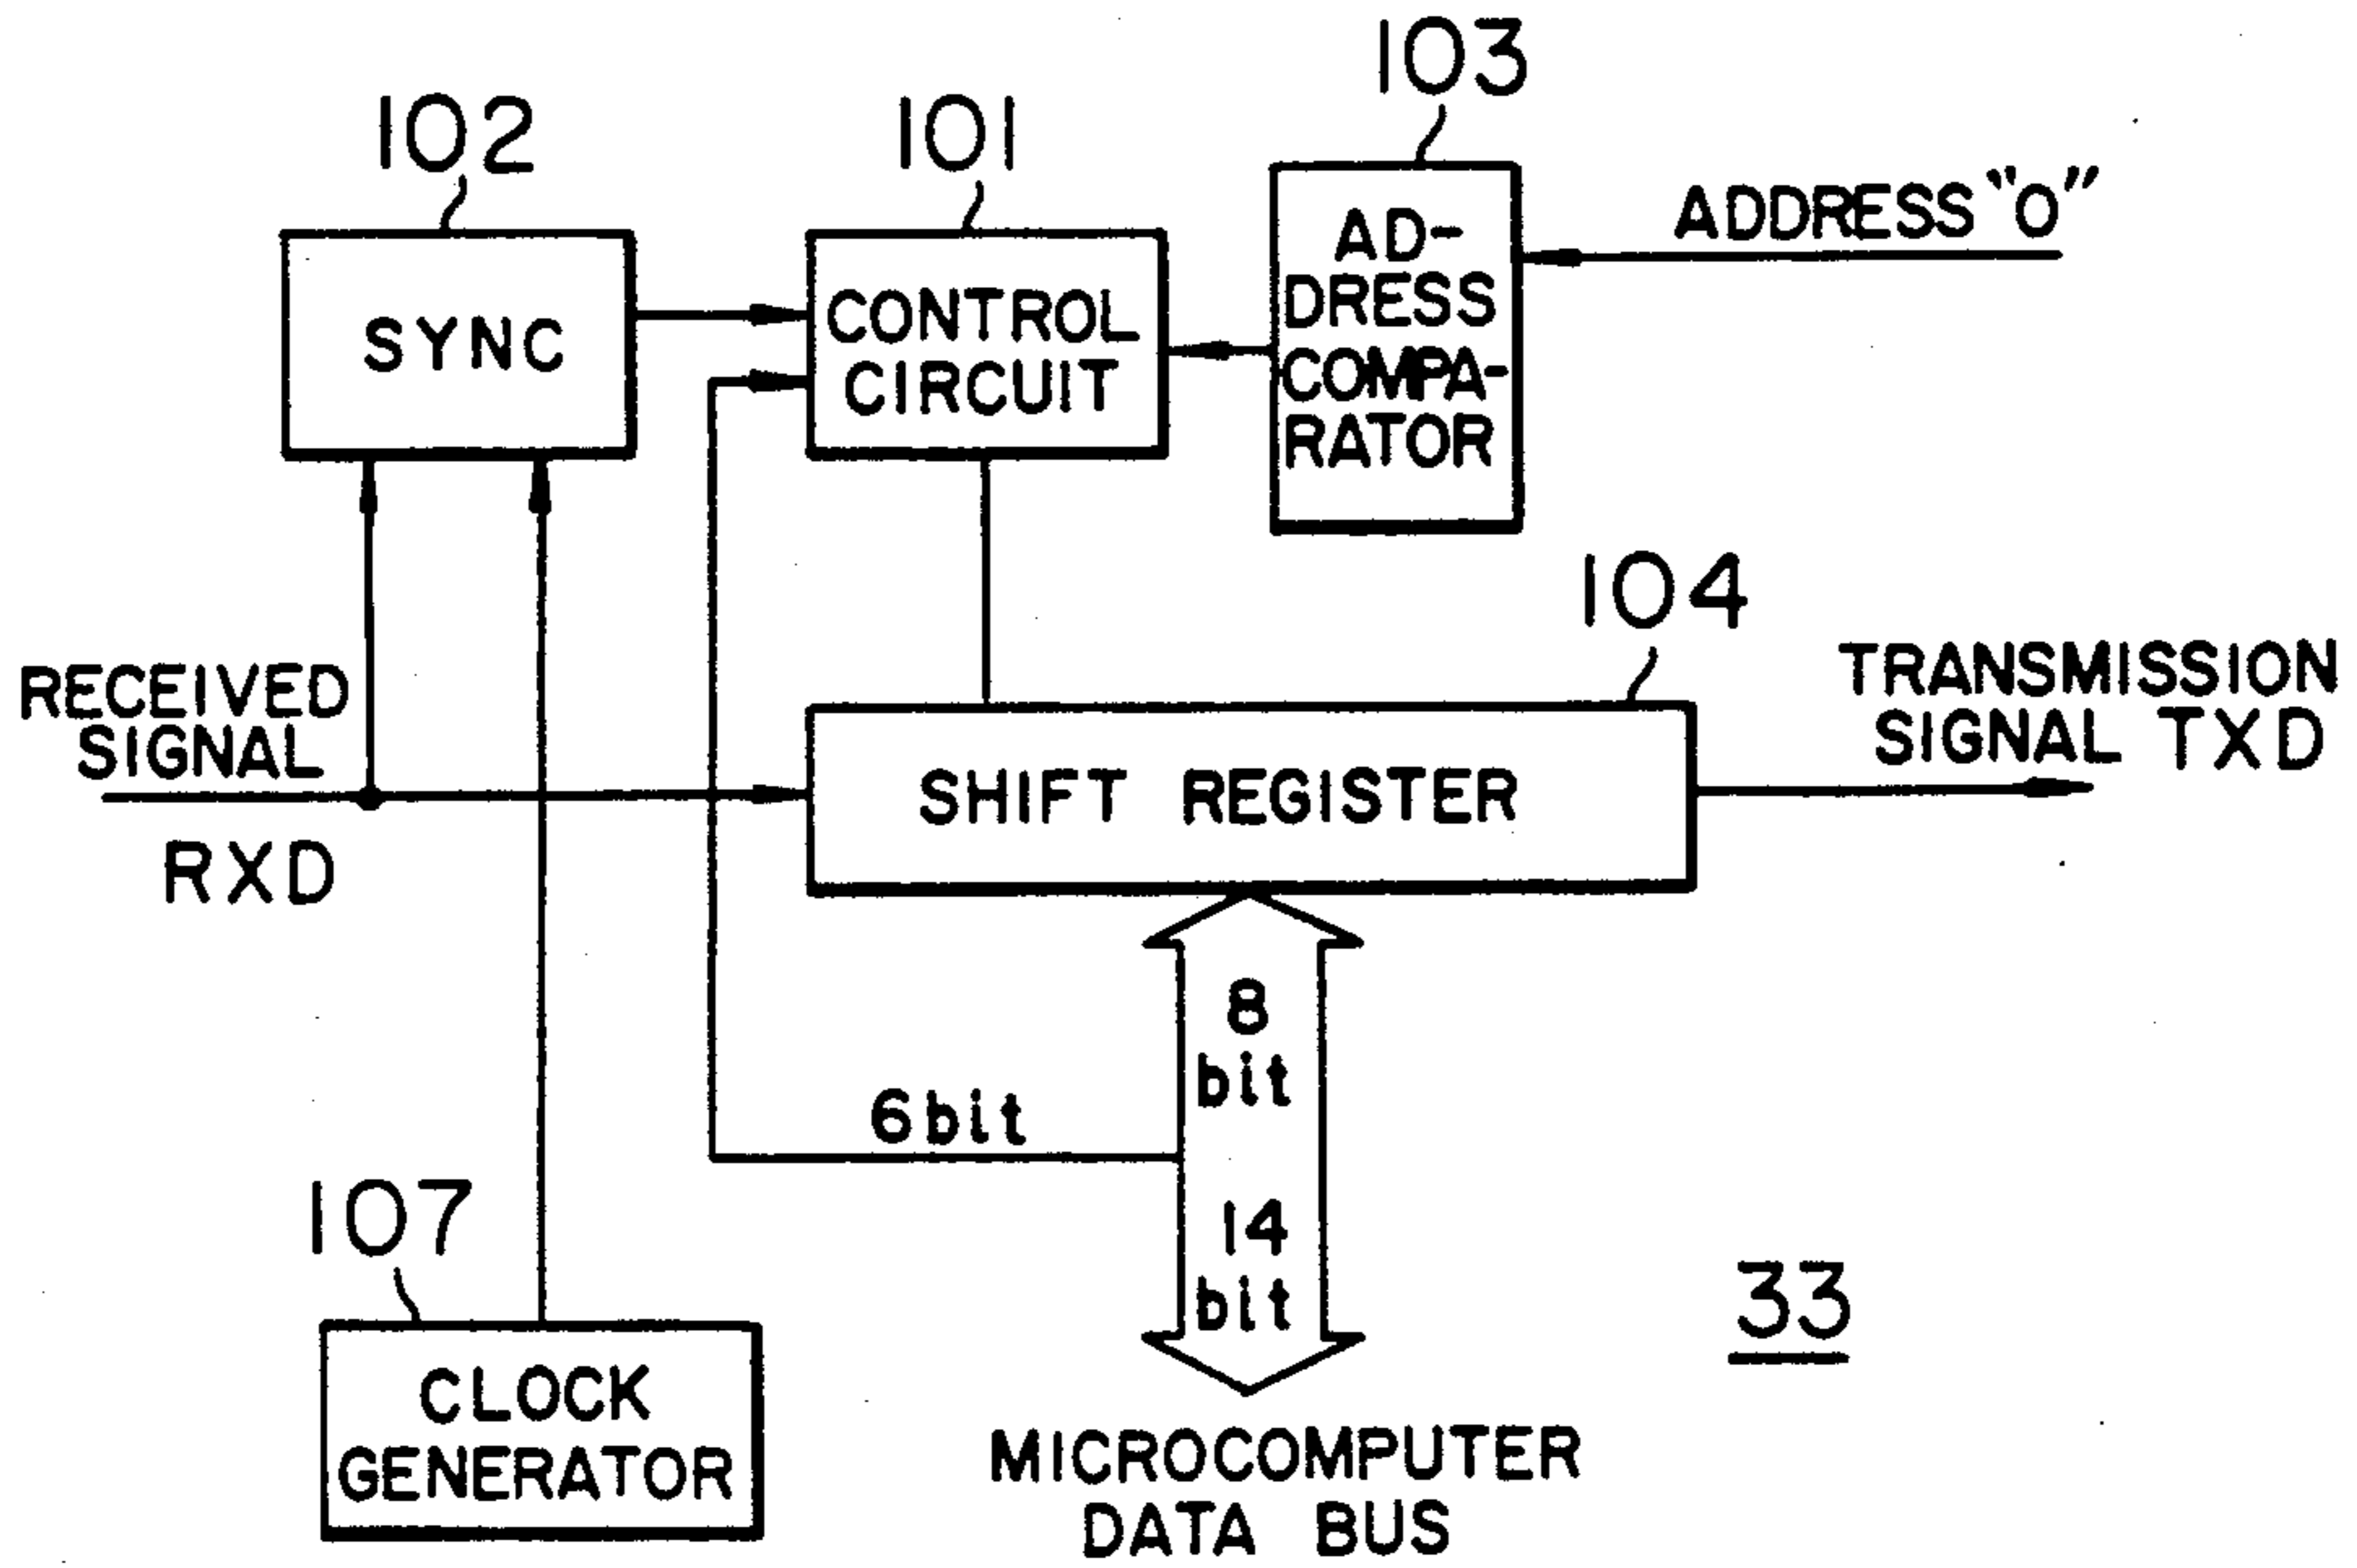 103
102
101
ADDRESS "0"
AD-
DRESS
COMPA-
RATOR
SYNC
CONTROL
CIRCUIT
104
RECEIVED
SIGNAL
RXD
TRANSMISSION
SIGNAL TXD
SHIFT REGISTER
8
bit
6bit
14
bit
107
33
CLOCK
GENERATOR
MICROCOMPUTER
DATA BUS